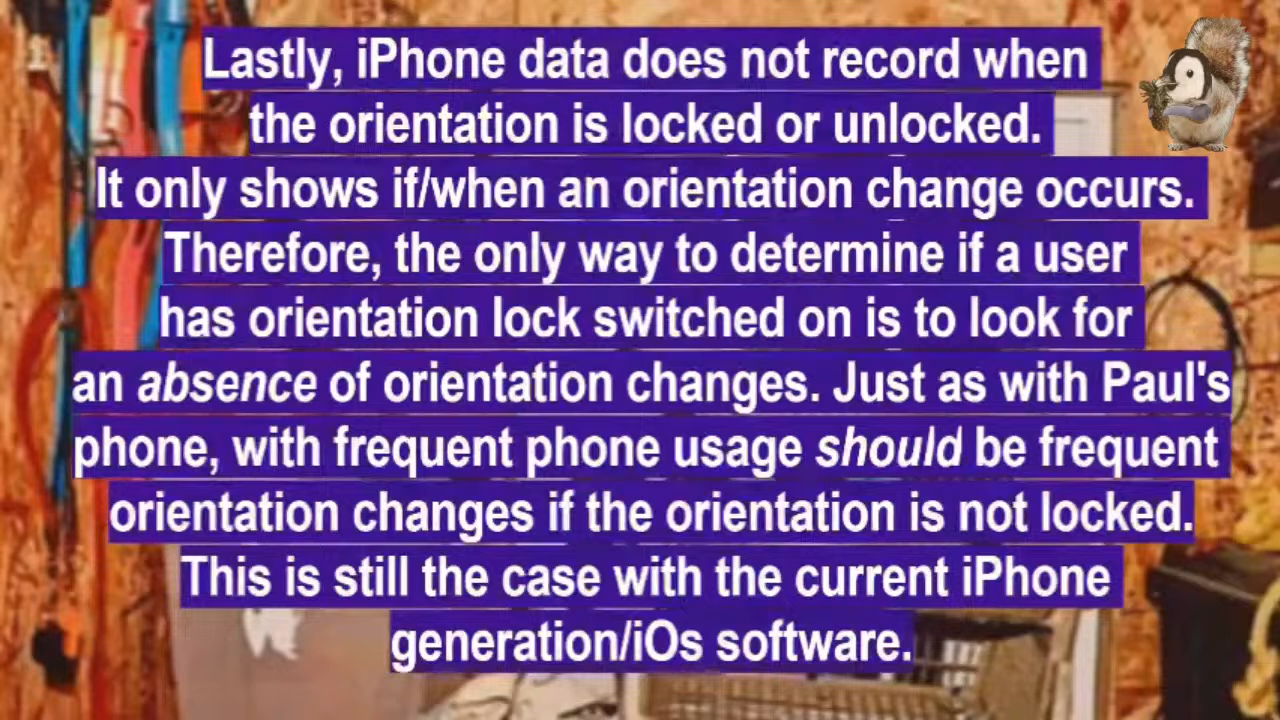 Lastly, iPhone data does not record when
the orientation is locked or unlocked.
It only shows if/when an orientation change occurs.
Therefore, the only way to determine if a user
has orientation lock switched on is to look for
an absence of orientation changes. Just as with Paul's
phone, with frequent phone usage should be frequent
orientation changes if the orientation is not locked.
This is still the case with the current iPhone
generation/iOs software.